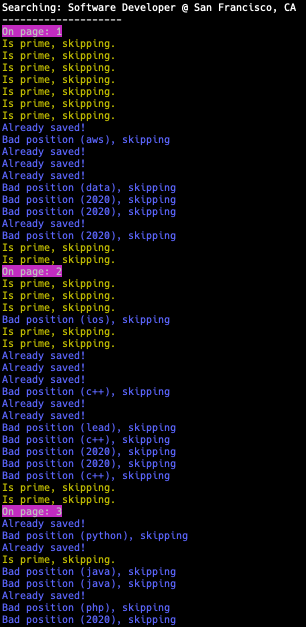 Searching: Software Developer @ San Francisco, CA
--------------------
On page: 1
Is prime, skipping.
Is prime, skipping.
Is prime, skipping.
Is prime, skipping.
Is prime, skipping.
Is prime, skipping.
Is prime, skipping.
Already saved!
Bad position (aws), skipping
Already saved!
Already saved!
Already saved!
Bad position (data), skipping
Bad position (2020), skipping
Bad position (2020), skipping
Already saved!
Bad position (2020), skipping
Is prime, skipping.
Is prime, skipping.
On page: 2
Is prime, skipping.
Is prime, skipping.
Is prime, skipping.
Bad position (ios), skipping
Is prime, skipping.
Is prime, skipping.
Already saved!
Already saved!
Already saved!
Bad position (c++), skipping
Already saved!
Already saved!
Bad position (lead), skipping
Bad position (c++), skipping
Bad position (2020), skipping
Bad position (2020), skipping
Bad position (c++), skipping
Is prime, skipping.
Is prime, skipping.
On page: 3
Already saved!
Bad position (python), skipping
Already saved!
Is prime, skipping.
Bad position (java), skipping
Bad position (java), skipping
Already saved!
Bad position (php), skipping
Bad position (2020), skipping